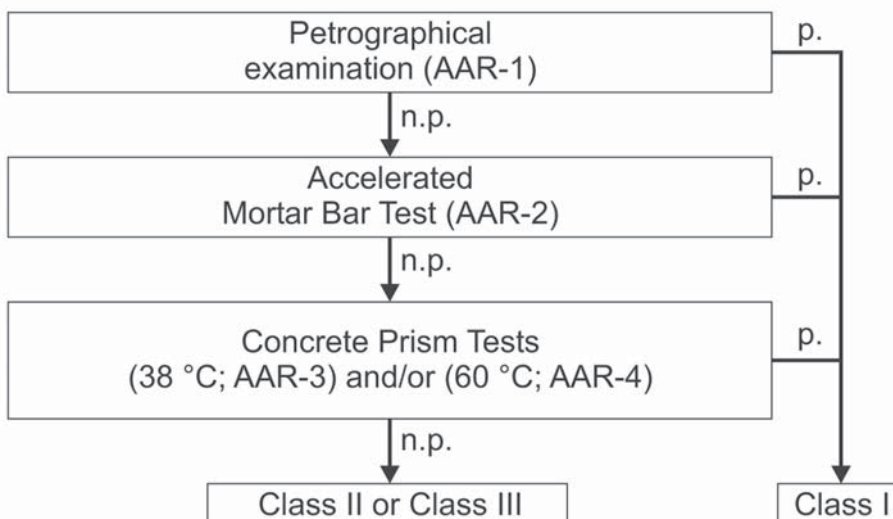 Petrographical
examination (AAR-1)
p.
n.p.
Accelerated
Mortar Bar Test (AAR-2)
p.
n.p.
Concrete Prism Tests
(38 °C; AAR-3) and/or (60 °C; AAR-4)
p.
n.p.
Class II or Class III
Class I